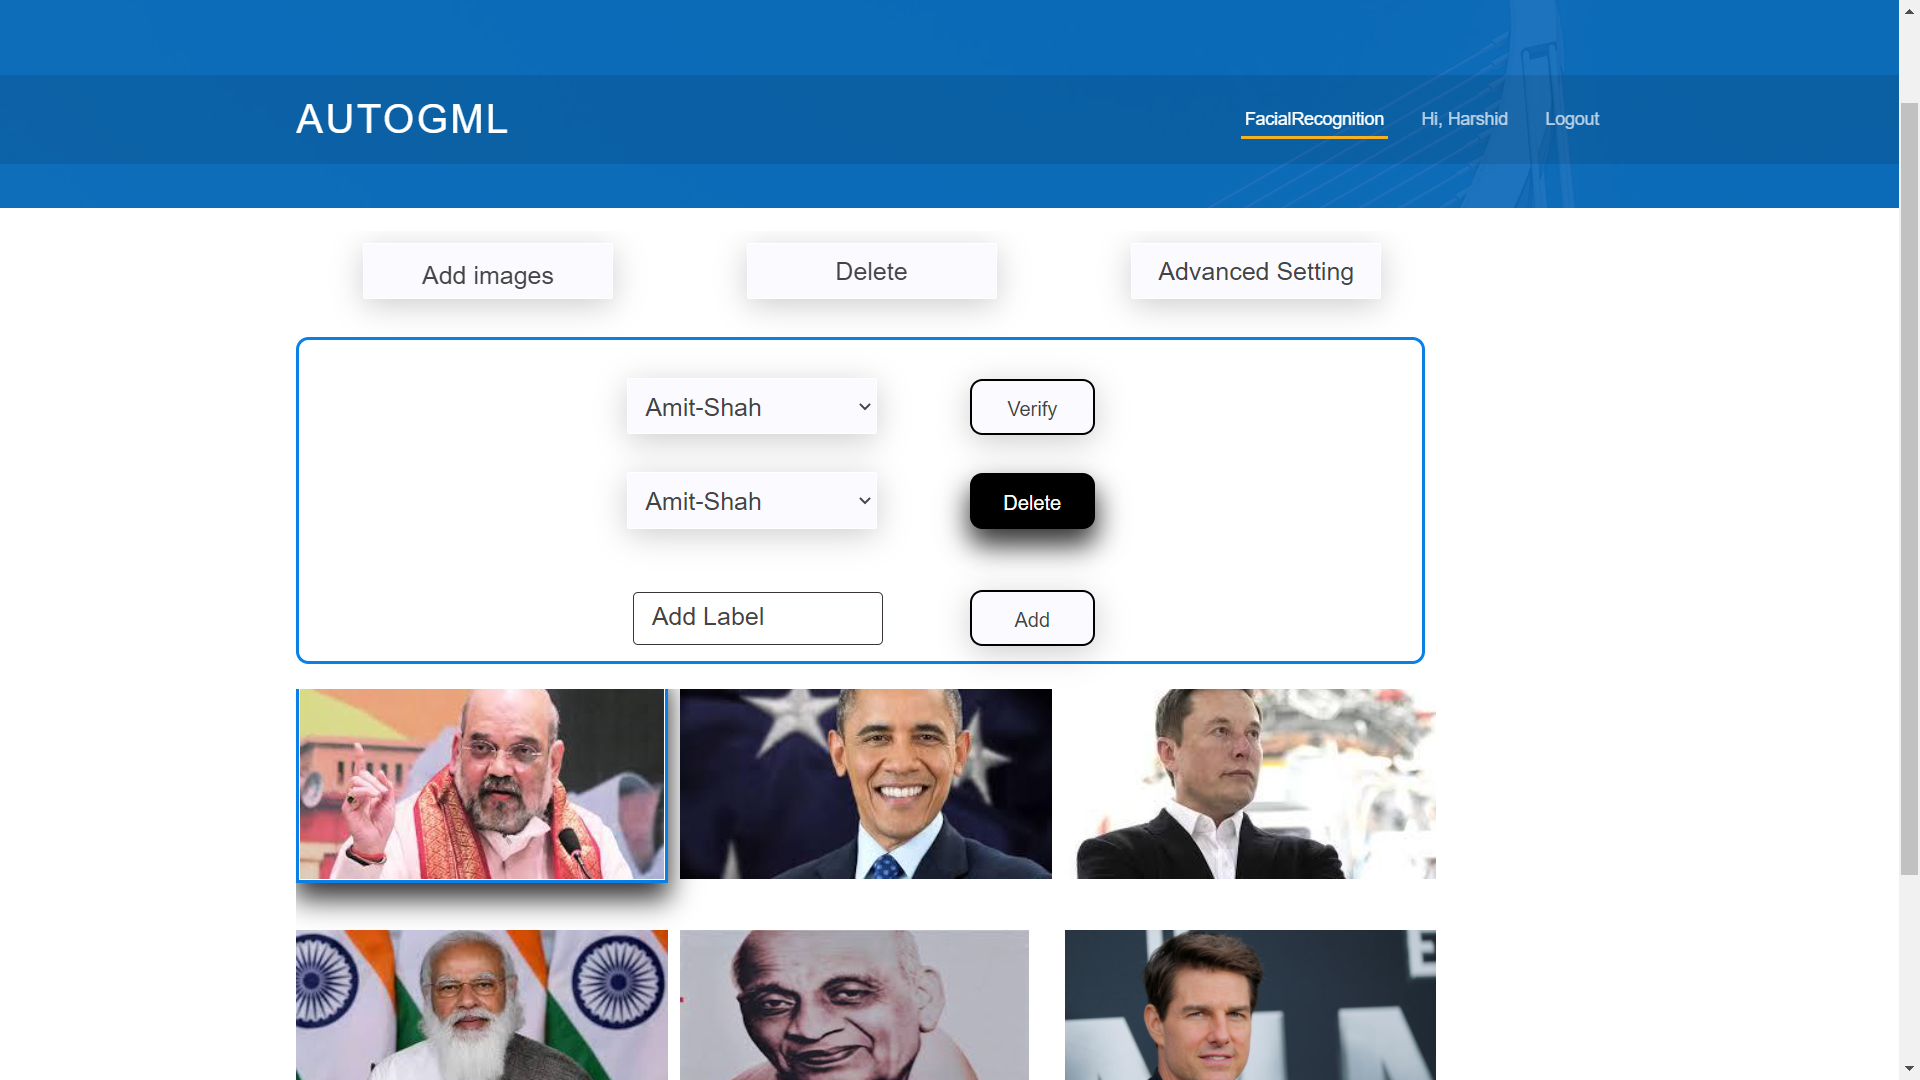 AUTOGML
FacialRecognition Hi, Harshid Logout
Add images Delete Advanced Setting
Amit-Shah Verify
Amit-Shah Delete
Add Label Add